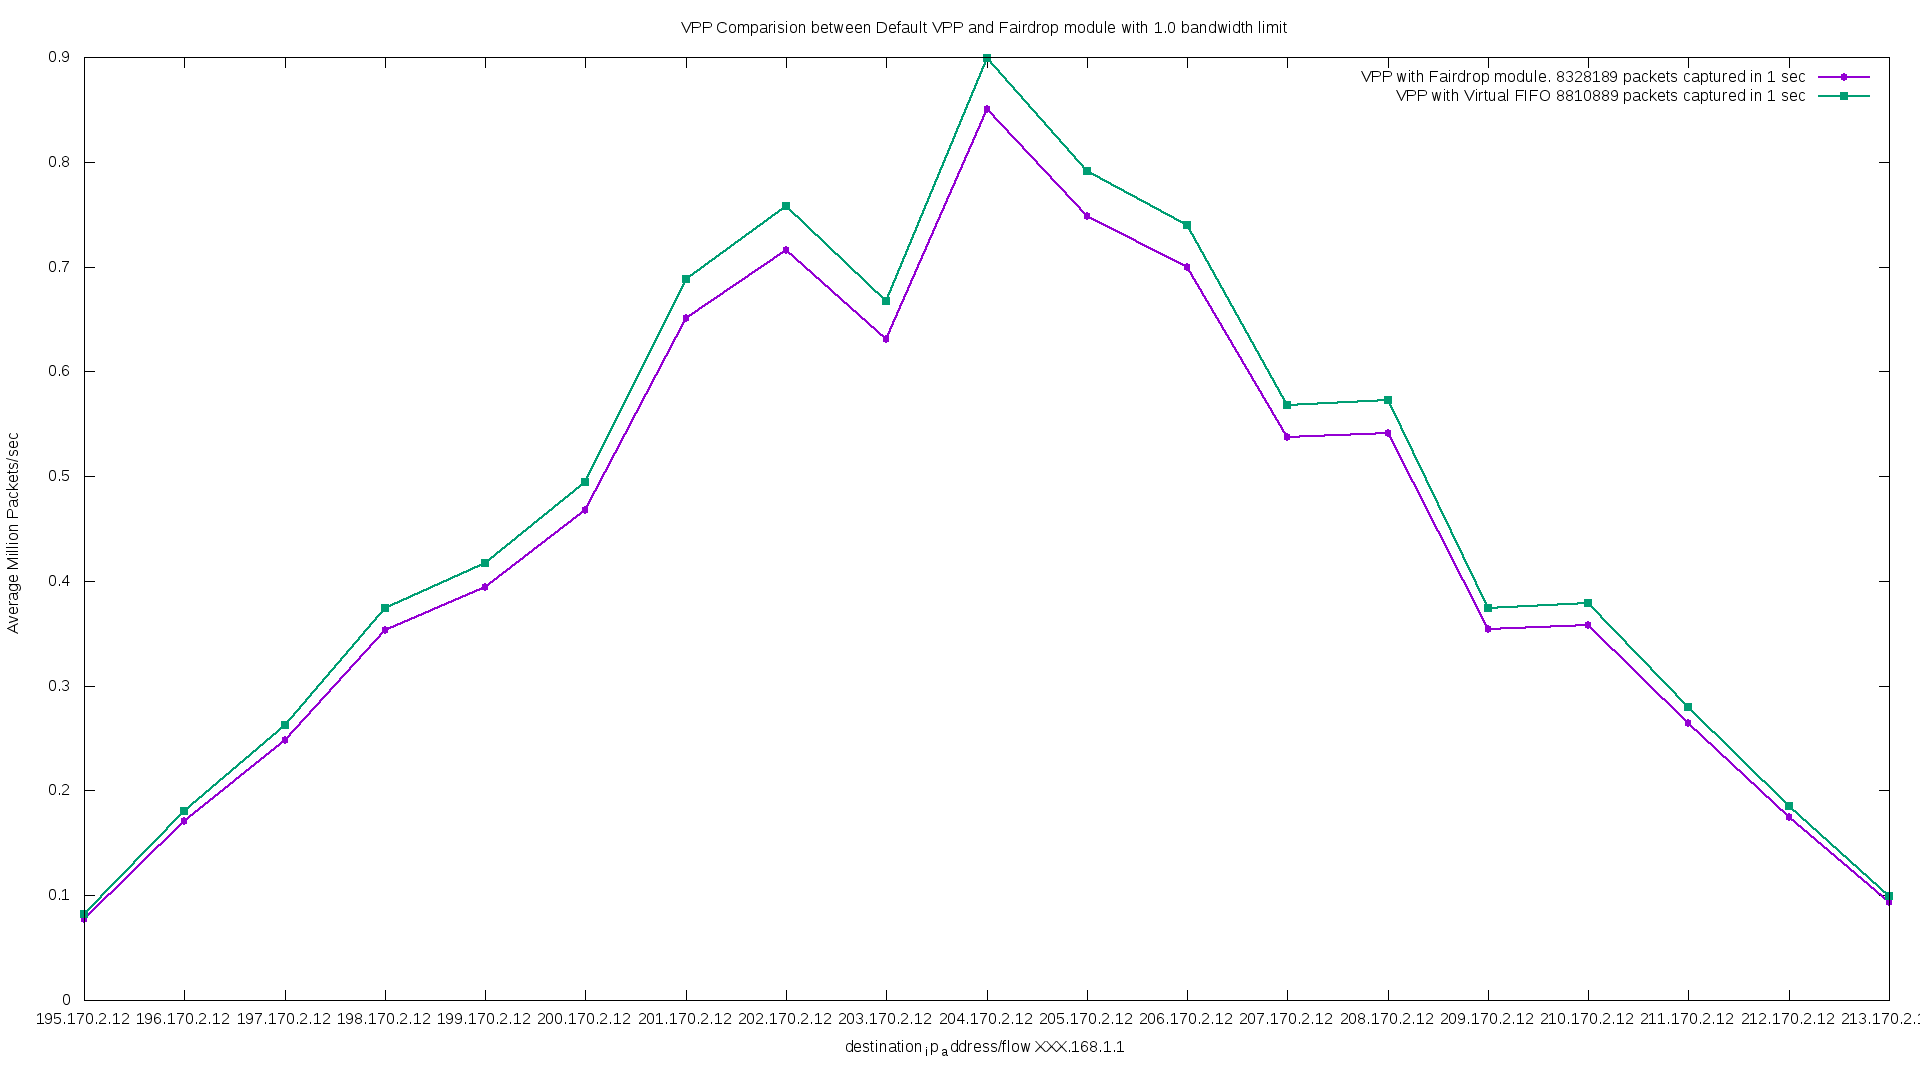 VPP Comparision between Default VPP and Fairdrop module with 1.0 bandwidth limit
VPP with Fairdrop module. 8328189 packets captured in 1 sec
VPP with Virtual FIFO 8810889 packets captured in 1 sec
0.9
0.8
0.7
0.6
0.5
0.4
0.3
0.2
0.1
0
Average Million Packets/sec
195.170.2.12 196.170.2.12 197.170.2.12 198.170.2.12 199.170.2.12 200.170.2.12 201.170.2.12 202.170.2.12 203.170.2.12 204.170.2.12 205.170.2.12 206.170.2.12 207.170.2.12 208.170.2.12 209.170.2.12 210.170.2.12 211.170.2.12 212.170.2.12 213.170.2.1
destination_ip_address/flow XXX.168.1.1